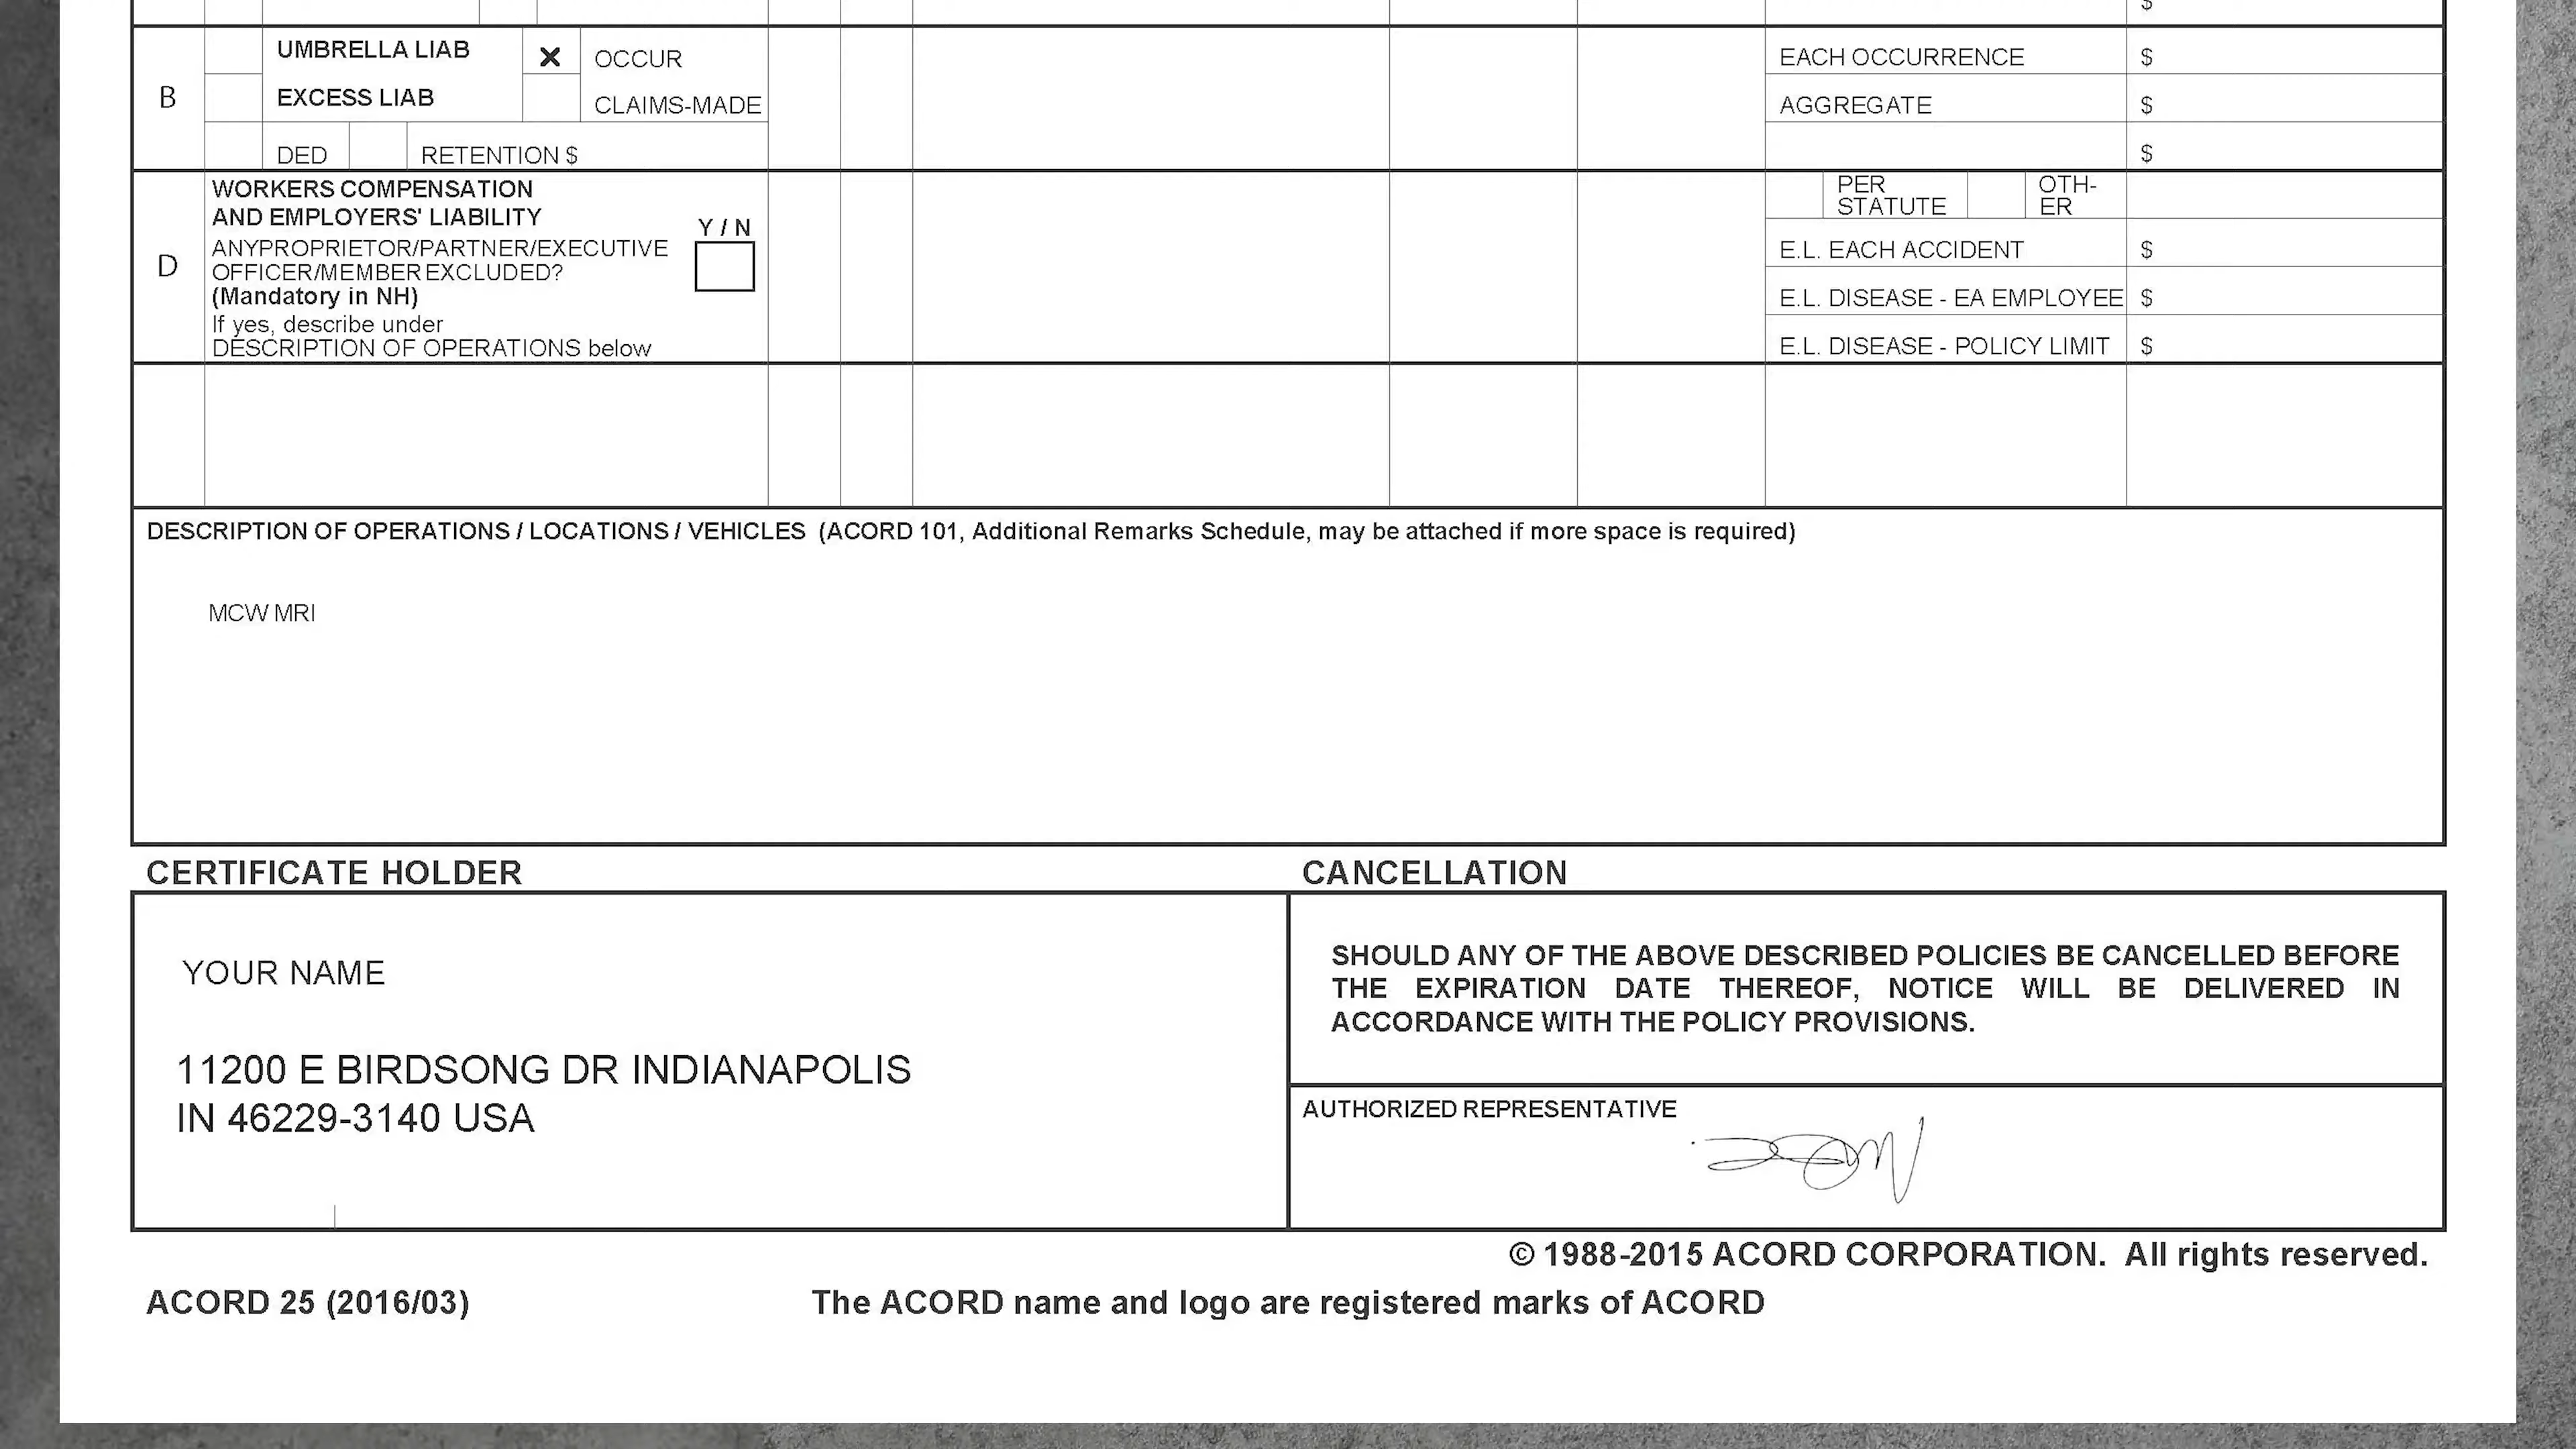 $
B
UMBRELLA LIAB
X
OCCUR
EACH OCCURRENCE $
EXCESS LIAB
CLAIMS-MADE
AGGREGATE $
DED
RETENTION $
$
D
WORKERS COMPENSATION
AND EMPLOYERS' LIABILITY
Y / N
ANYPROPRIETOR/PARTNER/EXECUTIVE
OFFICER/MEMBER EXCLUDED?
(Mandatory in NH)
If yes, describe under
DESCRIPTION OF OPERATIONS below
PER
STATUTE
OTH-
ER
E.L. EACH ACCIDENT $
E.L. DISEASE - EA EMPLOYEE $
E.L. DISEASE - POLICY LIMIT $
DESCRIPTION OF OPERATIONS / LOCATIONS / VEHICLES (ACORD 101, Additional Remarks Schedule, may be attached if more space is required)
MCW MRI
CERTIFICATE HOLDER
YOUR NAME
11200 E BIRDSONG DR INDIANAPOLIS
IN 46229-3140 USA
CANCELLATION
SHOULD ANY OF THE ABOVE DESCRIBED POLICIES BE CANCELLED BEFORE
THE EXPIRATION DATE THEREOF, NOTICE WILL BE DELIVERED IN
ACCORDANCE WITH THE POLICY PROVISIONS.
AUTHORIZED REPRESENTATIVE
© 1988-2015 ACORD CORPORATION. All rights reserved.
ACORD 25 (2016/03)
The ACORD name and logo are registered marks of ACORD